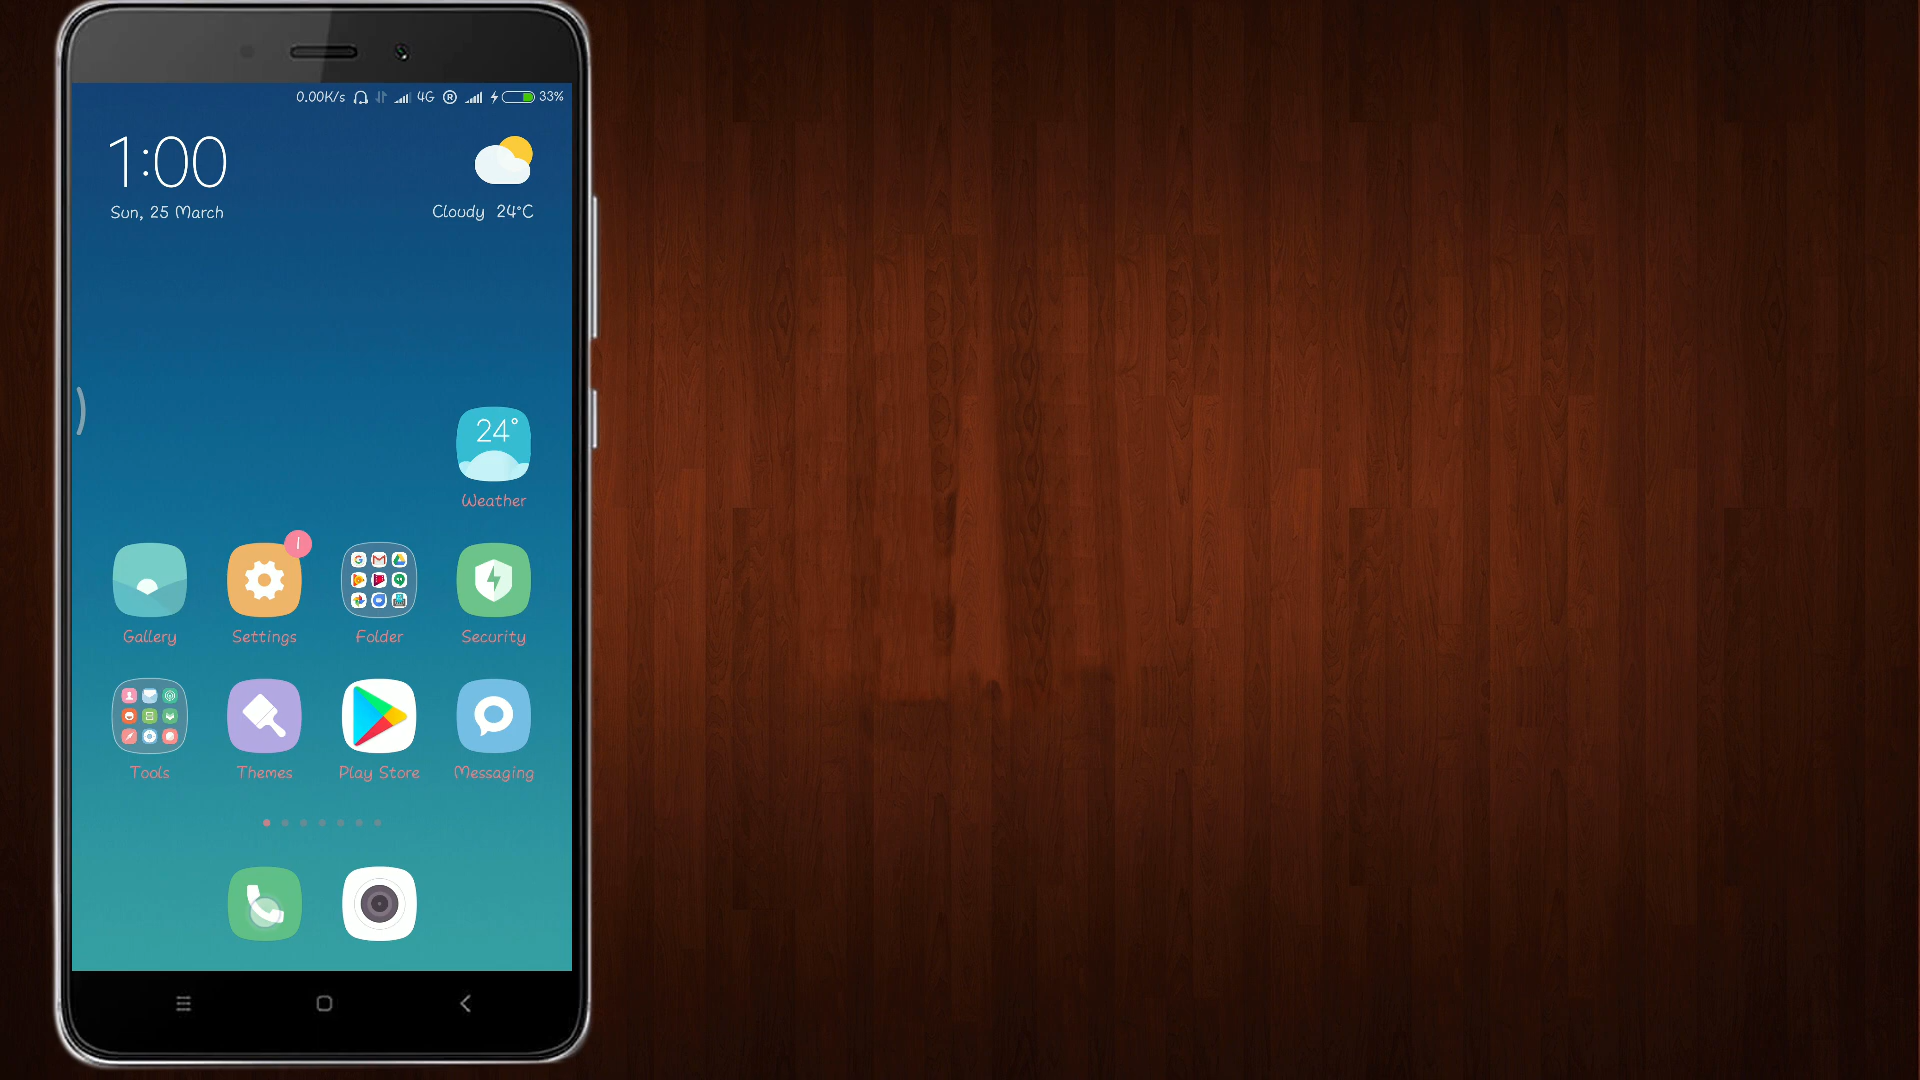 0.00K/s 4G R 33%
1:00
Sun, 25 March
Cloudy 24°C
24°
Weather
1
Gallery Settings Folder Security
Tools Themes Play Store Messaging